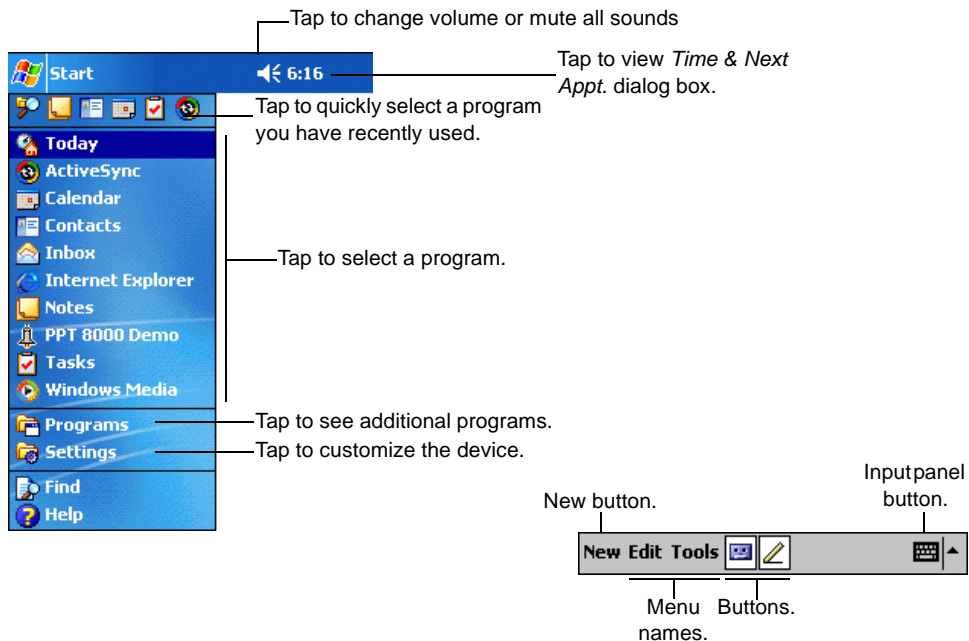 Tap to change volume or mute all sounds
Start
6:16
Tap to view Time & Next
Appt. dialog box.
Tap to quickly select a program
you have recently used.
Today
ActiveSync
Calendar
Contacts
Inbox
Internet Explorer
Notes
PPT 8000 Demo
Tasks
Windows Media
Tap to select a program.
Programs
Tap to see additional programs.
Settings
Tap to customize the device.
Find
Help
New button.
Input panel
button.
New Edit Tools
Menu
names.
Buttons.